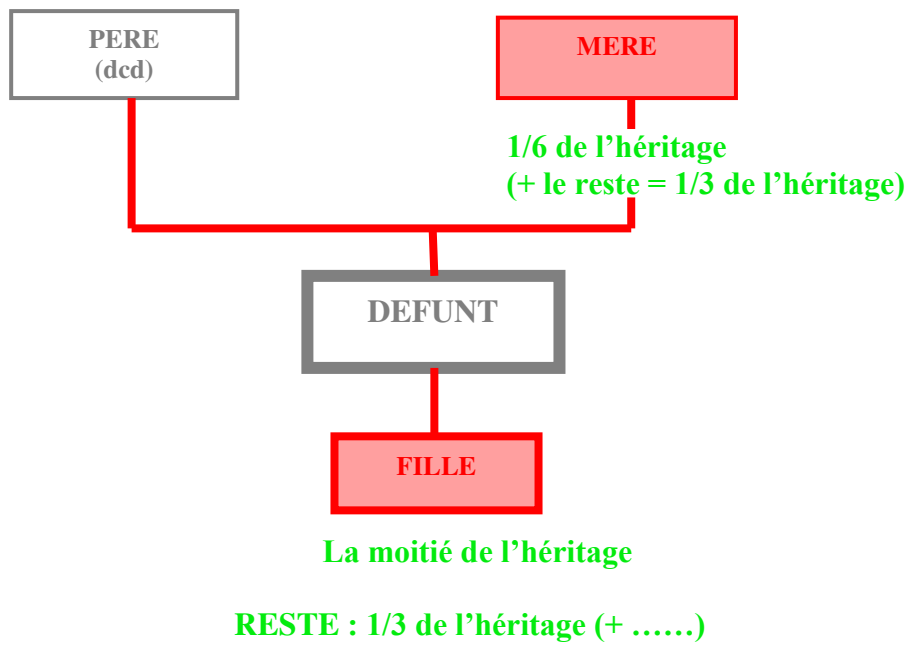 PERE
(dcd)
MERE
1/6 de l’héritage
(+ le reste = 1/3 de l’héritage)
DEFUNT
FILLE
La moitié de l’héritage
RESTE : 1/3 de l’héritage (+ ……)